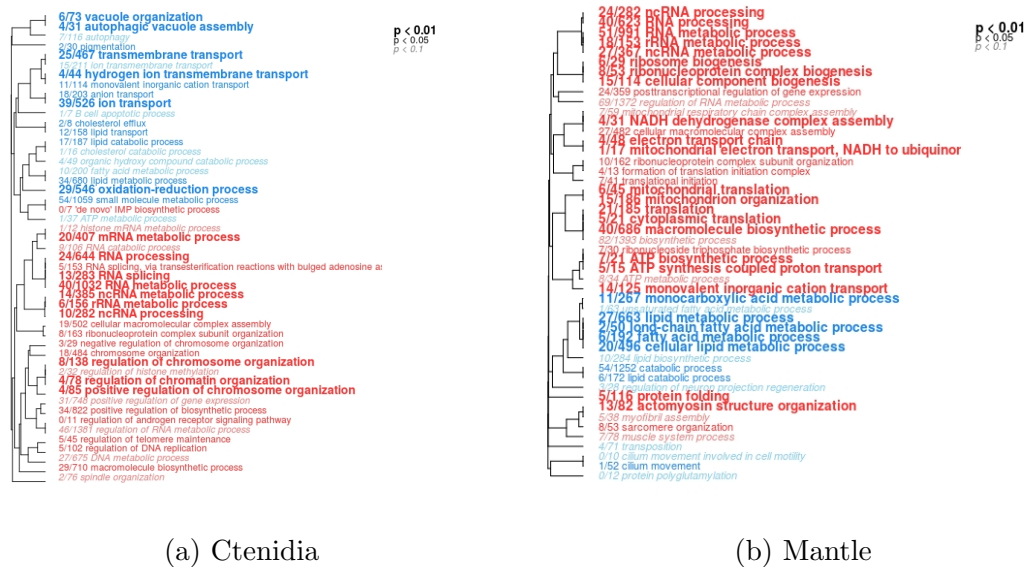 6/73 vacuole organization
4/31 autophagic vacuole assembly
7/116 autophagy
2/30 pigmentation
25/467 transmembrane transport
15/211 ion transmembrane transport
4/44 hydrogen ion transmembrane transport
11/114 monovalent inorganic cation transport
18/203 anion transport
39/526 ion transport
1/7 B cell apoptotic process
2/8 cholesterol efflux
12/158 lipid transport
17/187 lipid catabolic process
1/16 cholesterol catabolic process
4/49 organic hydroxy compound catabolic process
10/200 fatty acid metabolic process
34/680 lipid metabolic process
29/546 oxidation-reduction process
54/1059 small molecule metabolic process
0/7 'de novo' IMP biosynthetic process
1/37 ATP metabolic process
1/12 histone mRNA metabolic process
20/407 mRNA metabolic process
9/106 RNA catabolic process
24/644 RNA processing
5/153 RNA splicing, via transesterification reactions with bulged adenosine as
13/283 RNA splicing
40/1032 RNA metabolic process
14/385 ncRNA metabolic process
6/156 rRNA metabolic process
10/282 ncRNA processing
19/502 cellular macromolecular complex assembly
8/163 ribonucleoprotein complex subunit organization
3/29 negative regulation of chromosome organization
18/484 chromosome organization
8/138 regulation of chromosome organization
2/32 regulation of histone methylation
4/78 regulation of chromatin organization
4/85 positive regulation of chromosome organization
31/748 positive regulation of gene expression
34/822 positive regulation of biosynthetic process
0/11 regulation of androgen receptor signaling pathway
46/1381 regulation of RNA metabolic process
5/45 regulation of telomere maintenance
5/102 regulation of DNA replication
27/675 DNA metabolic process
29/710 macromolecule biosynthetic process
2/76 spindle organization
p < 0.01
p < 0.05
p < 0.1
(a) Ctenidia
24/282 ncRNA processing
40/623 RNA processing
51/991 RNA metabolic process
18/153 rRNA metabolic process
27/367 ncRNA metabolic process
6/29 ribosome biogenesis
8/53 ribonucleoprotein complex biogenesis
15/114 cellular component biogenesis
24/359 posttranscriptional regulation of gene expression
69/1372 regulation of RNA metabolic process
7/59 mitochondrial respiratory chain complex assembly
4/31 NADH dehydrogenase complex assembly
27/482 cellular macromolecular complex assembly
4/48 electron transport chain
1/17 mitochondrial electron transport, NADH to ubiquinor
10/162 ribonucleoprotein complex subunit organization
4/13 formation of translation initiation complex
7/41 translational initiation
6/45 mitochondrial translation
15/186 mitochondrion organization
21/185 translation
5/21 cytoplasmic translation
40/686 macromolecule biosynthetic process
82/1393 biosynthetic process
7/30 ribonucleoside triphosphate biosynthetic process
7/21 ATP biosynthetic process
5/15 ATP synthesis coupled proton transport
8/34 ATP metabolic process
14/125 monovalent inorganic cation transport
11/267 monocarboxylic acid metabolic process
1/63 unsaturated fatty acid metabolic process
27/663 lipid metabolic process
2/50 long-chain fatty acid metabolic process
6/192 fatty acid metabolic process
20/496 cellular lipid metabolic process
10/284 lipid biosynthetic process
54/1252 catabolic process
6/172 lipid catabolic process
3/28 regulation of neuron projection regeneration
5/116 protein folding
13/82 actomyosin structure organization
5/38 myofibril assembly
8/53 sarcomere organization
7/78 muscle system process
4/71 transposition
0/10 cilium movement involved in cell motility
1/52 cilium movement
0/12 protein polyglutamylation
p < 0.01
p < 0.05
p < 0.1
(b) Mantle